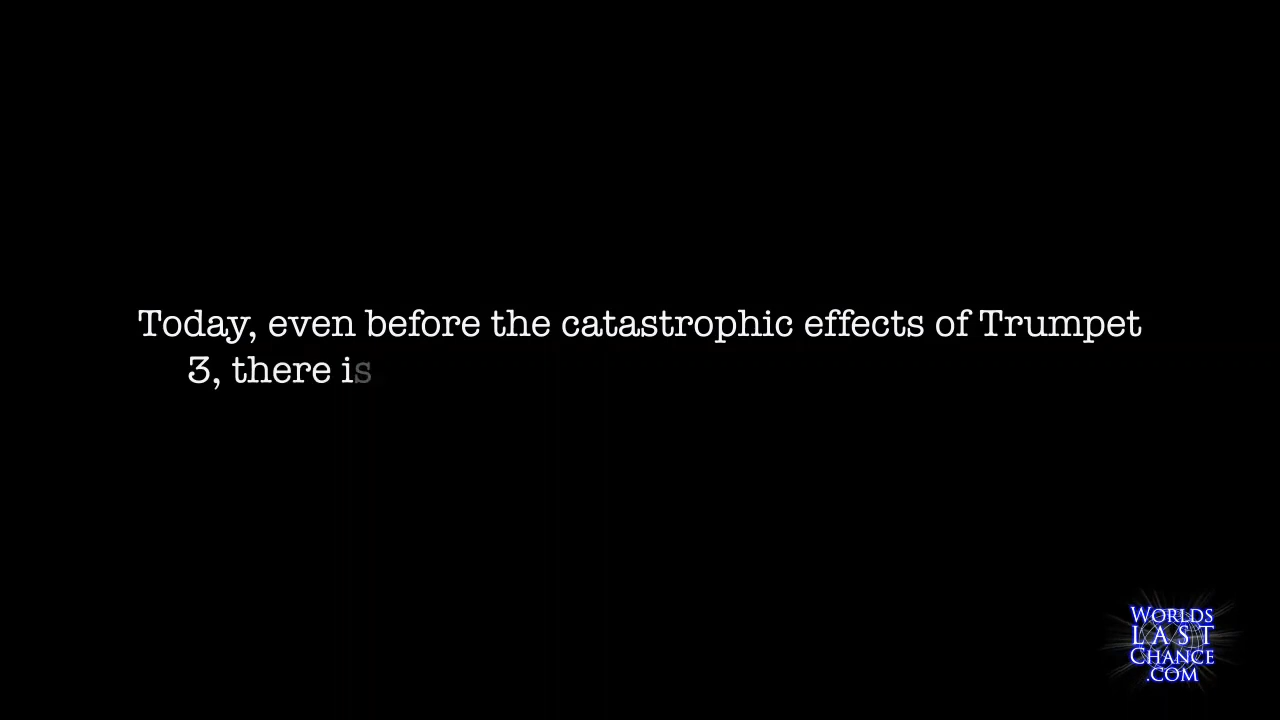 Today, even before the catastrophic effects of Trumpet
3, there is
WORLDS
LAST
CHANCE
.COM